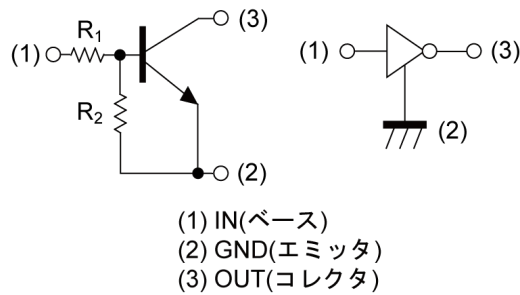 (3)
R1
(1)
R2
(2)
(1)
(3)
(2)
(1) IN(ベース)
(2) GND(エミッタ)
(3) OUT(コレクタ)